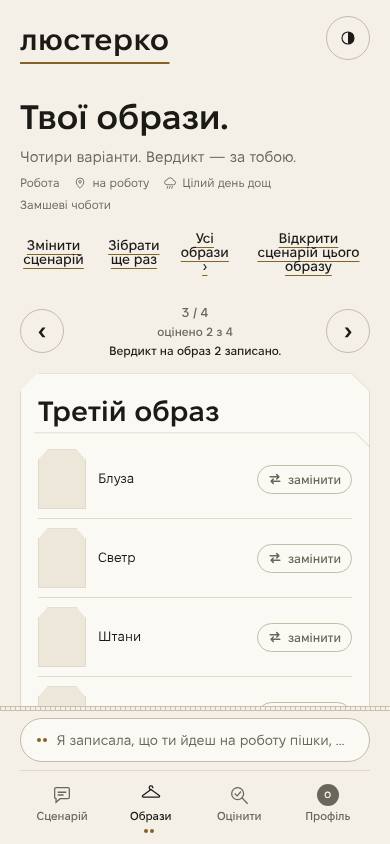 люстерко
Твої образи.
Чотири варіанти. Вердикт — за тобою.
Робота на роботу Цілий день дощ
Замшеві чоботи
Змінити сценарій
Зібрати ще раз
Усі образи ›
Відкрити сценарій цього образу
3 / 4
оцінено 2 з 4
Вердикт на образ 2 записано.
‹ ›
Третій образ
Блуза замінити
Светр замінити
Штани замінити
Я записала, що ти йдеш на роботу пішки, ...
О
Сценарій Образи Оцінити Профіль